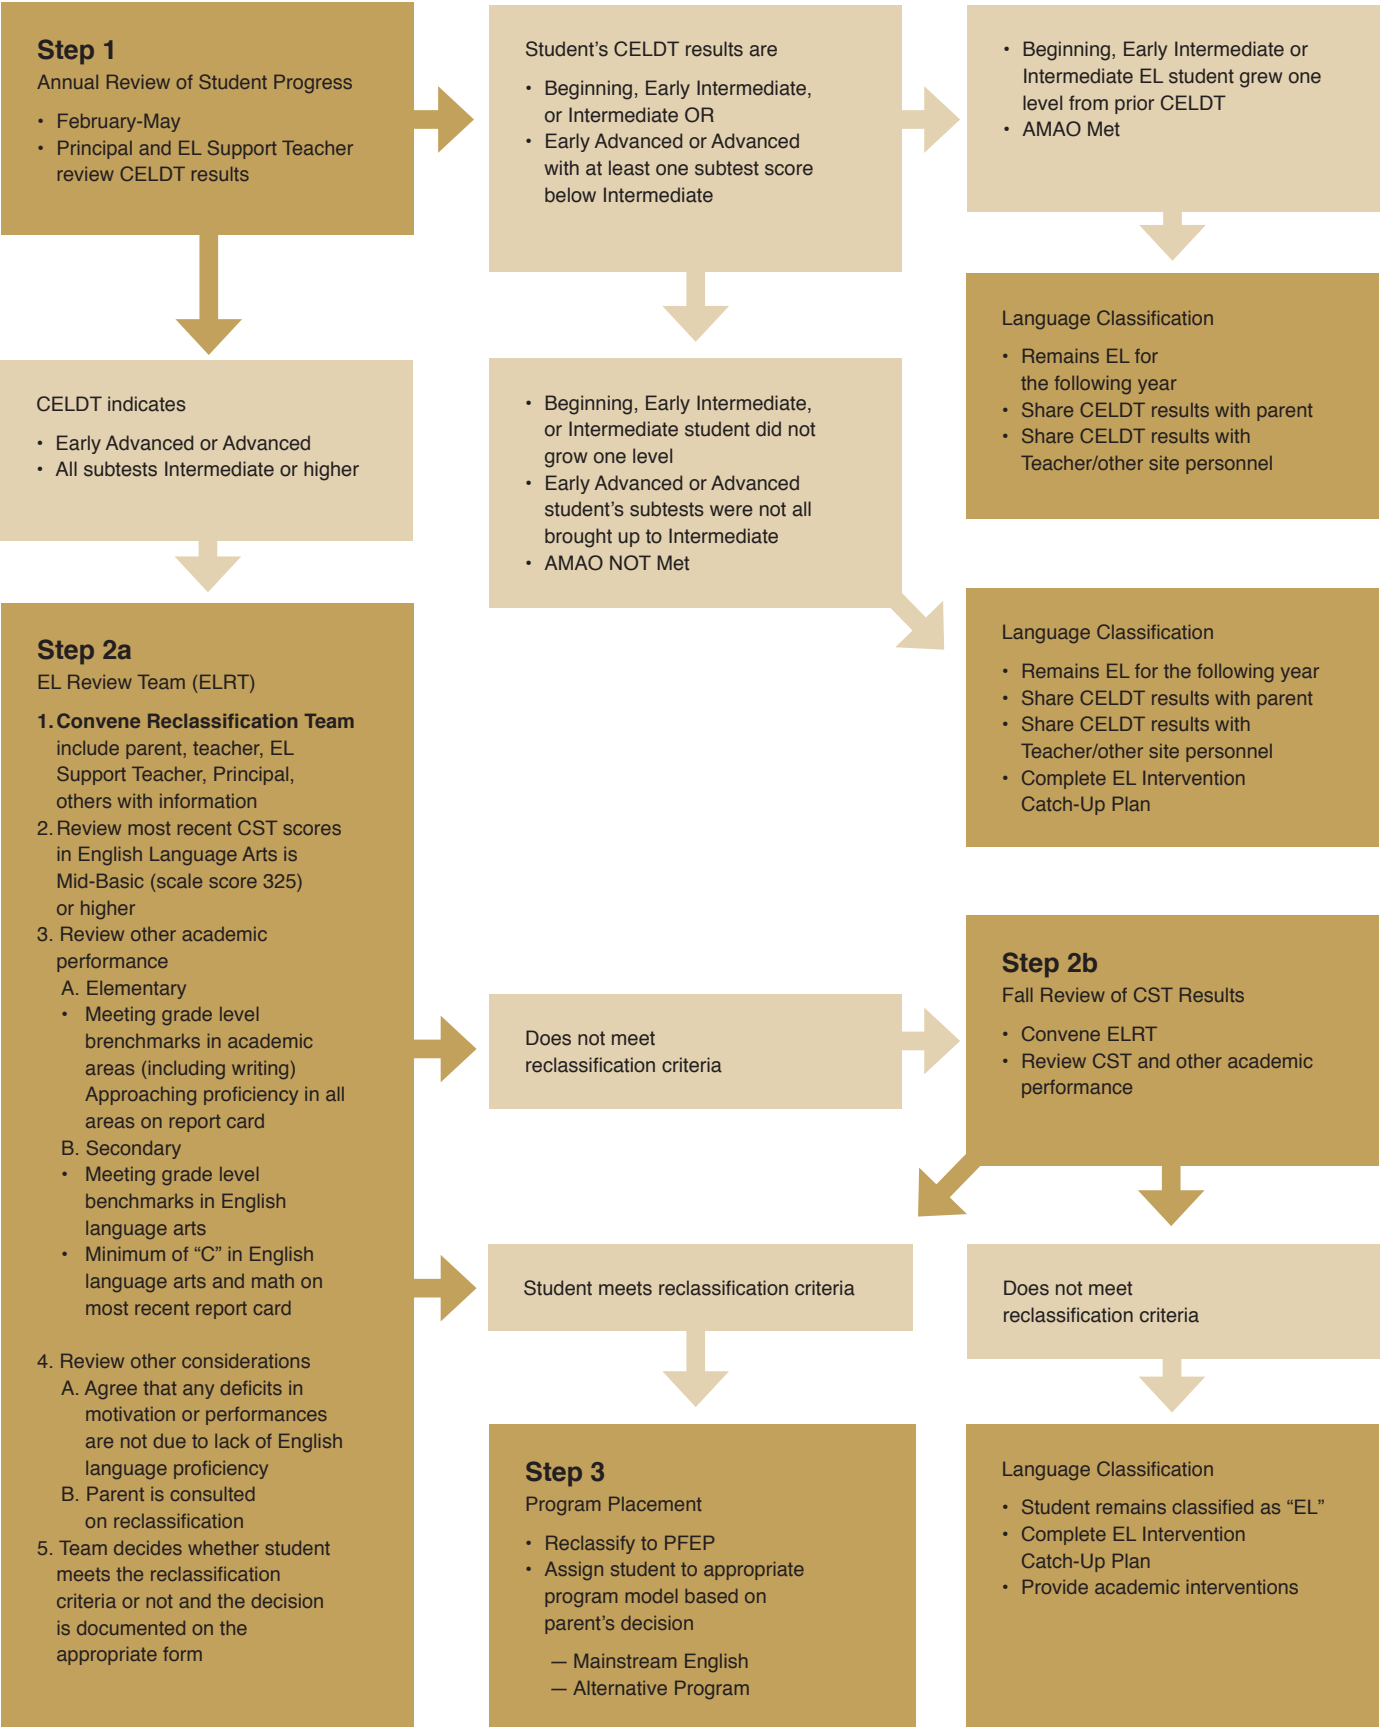 Step 1
Annual Review of Student Progress
• February-May
• Principal and EL Support Teacher
review CELDT results
Student’s CELDT results are
• Beginning, Early Intermediate,
or Intermediate OR
• Early Advanced or Advanced
with at least one subtest score
below Intermediate
• Beginning, Early Intermediate or
Intermediate EL student grew one
level from prior CELDT
• AMAO Met
Language Classification
• Remains EL for
the following year
• Share CELDT results with parent
• Share CELDT results with
Teacher/other site personnel
CELDT indicates
• Early Advanced or Advanced
• All subtests Intermediate or higher
• Beginning, Early Intermediate,
or Intermediate student did not
grow one level
• Early Advanced or Advanced
student’s subtests were not all
brought up to Intermediate
• AMAO NOT Met
Language Classification
• Remains EL for the following year
• Share CELDT results with parent
• Share CELDT results with
Teacher/other site personnel
• Complete EL Intervention
Catch-Up Plan
Step 2a
EL Review Team (ELRT)
1. Convene Reclassification Team
include parent, teacher, EL
Support Teacher, Principal,
others with information
2. Review most recent CST scores
in English Language Arts is
Mid-Basic (scale score 325)
or higher
3. Review other academic
performance
A. Elementary
• Meeting grade level
brenchmarks in academic
areas (including writing)
Approaching proficiency in all
areas on report card
B. Secondary
• Meeting grade level
benchmarks in English
language arts
• Minimum of “C” in English
language arts and math on
most recent report card
4. Review other considerations
A. Agree that any deficits in
motivation or performances
are not due to lack of English
language proficiency
B. Parent is consulted
on reclassification
5. Team decides whether student
meets the reclassification
criteria or not and the decision
is documented on the
appropriate form
Does not meet
reclassification criteria
Step 2b
Fall Review of CST Results
• Convene ELRT
• Review CST and other academic
performance
Student meets reclassification criteria
Does not meet
reclassification criteria
Step 3
Program Placement
• Reclassify to PFEP
• Assign student to appropriate
program model based on
parent’s decision
— Mainstream English
— Alternative Program
Language Classification
• Student remains classified as “EL”
• Complete EL Intervention
Catch-Up Plan
• Provide academic interventions